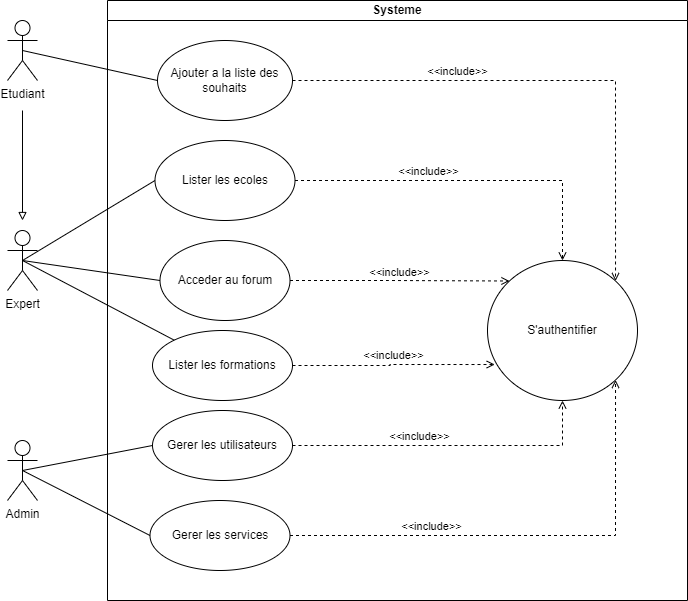 Systeme
Etudiant
Ajouter a la liste des
souhaits
<<include>>
Lister les ecoles
<<include>>
Expert
Acceder au forum
<<include>>
S'authentifier
Lister les formations
<<include>>
Admin
Gerer les utilisateurs
<<include>>
Gerer les services
<<include>>